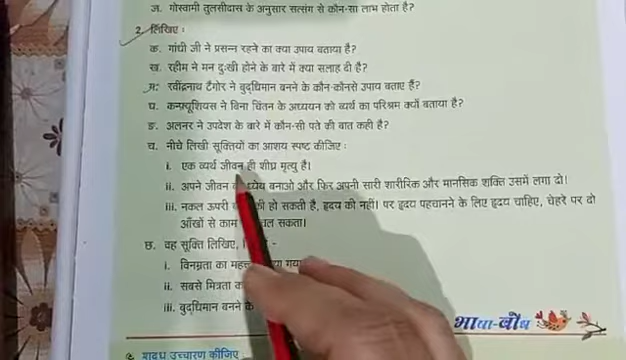 ज. गोस्वामी तुलसीदास के अनुसार सत्संग से कौन-सा लाभ होता है?
2. लिखिए :
क. गांधी जी ने प्रसन्न रहने का क्या उपाय बताया है?
ख. रहीम ने मन दुःखी होने के बारे में क्या सलाह दी है?
ग. रवींद्रनाथ टैगोर ने बुद्धिमान बनने के कौन-कौनसे उपाय बताए हैं?
घ. कन्फ्यूशियस ने बिना चिंतन के अध्ययन को व्यर्थ का परिश्रम क्यों बताया है?
ङ. अलनर ने उपदेश के बारे में कौन-सी पते की बात कही है?
च. नीचे लिखी सूक्तियों का आशय स्पष्ट कीजिए :
i. एक व्यर्थ जीवन ही शीघ्र मृत्यु है।
ii. अपने जीवन का ध्येय बनाओ और फिर अपनी सारी शारीरिक और मानसिक शक्ति उसमें लगा दो!
iii. नकल ऊपरी की हो सकती है, हृदय की नहीं। पर हृदय पहचानने के लिए हृदय चाहिए, चेहरे पर दो
आँखों से काम चल सकता।
छ. वह सूक्ति लिखिए,
i. विनम्रता का गया
ii. सबसे मित्रता
iii. बुद्धिमान बनने के
भाषा-बोध
शुद्ध उच्चारण कीजिए -